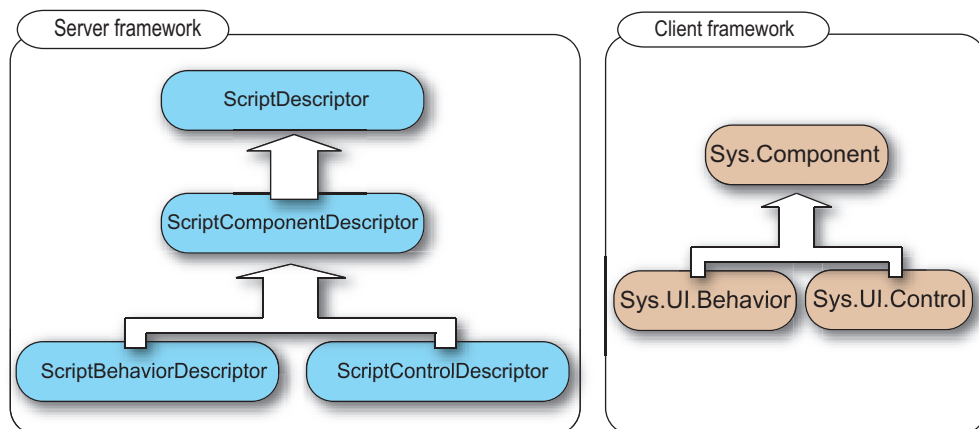 Server framework
Client framework
ScriptDescriptor
Sys.Component
ScriptComponentDescriptor
Sys.UI.Behavior
Sys.UI.Control
ScriptBehaviorDescriptor
ScriptControlDescriptor